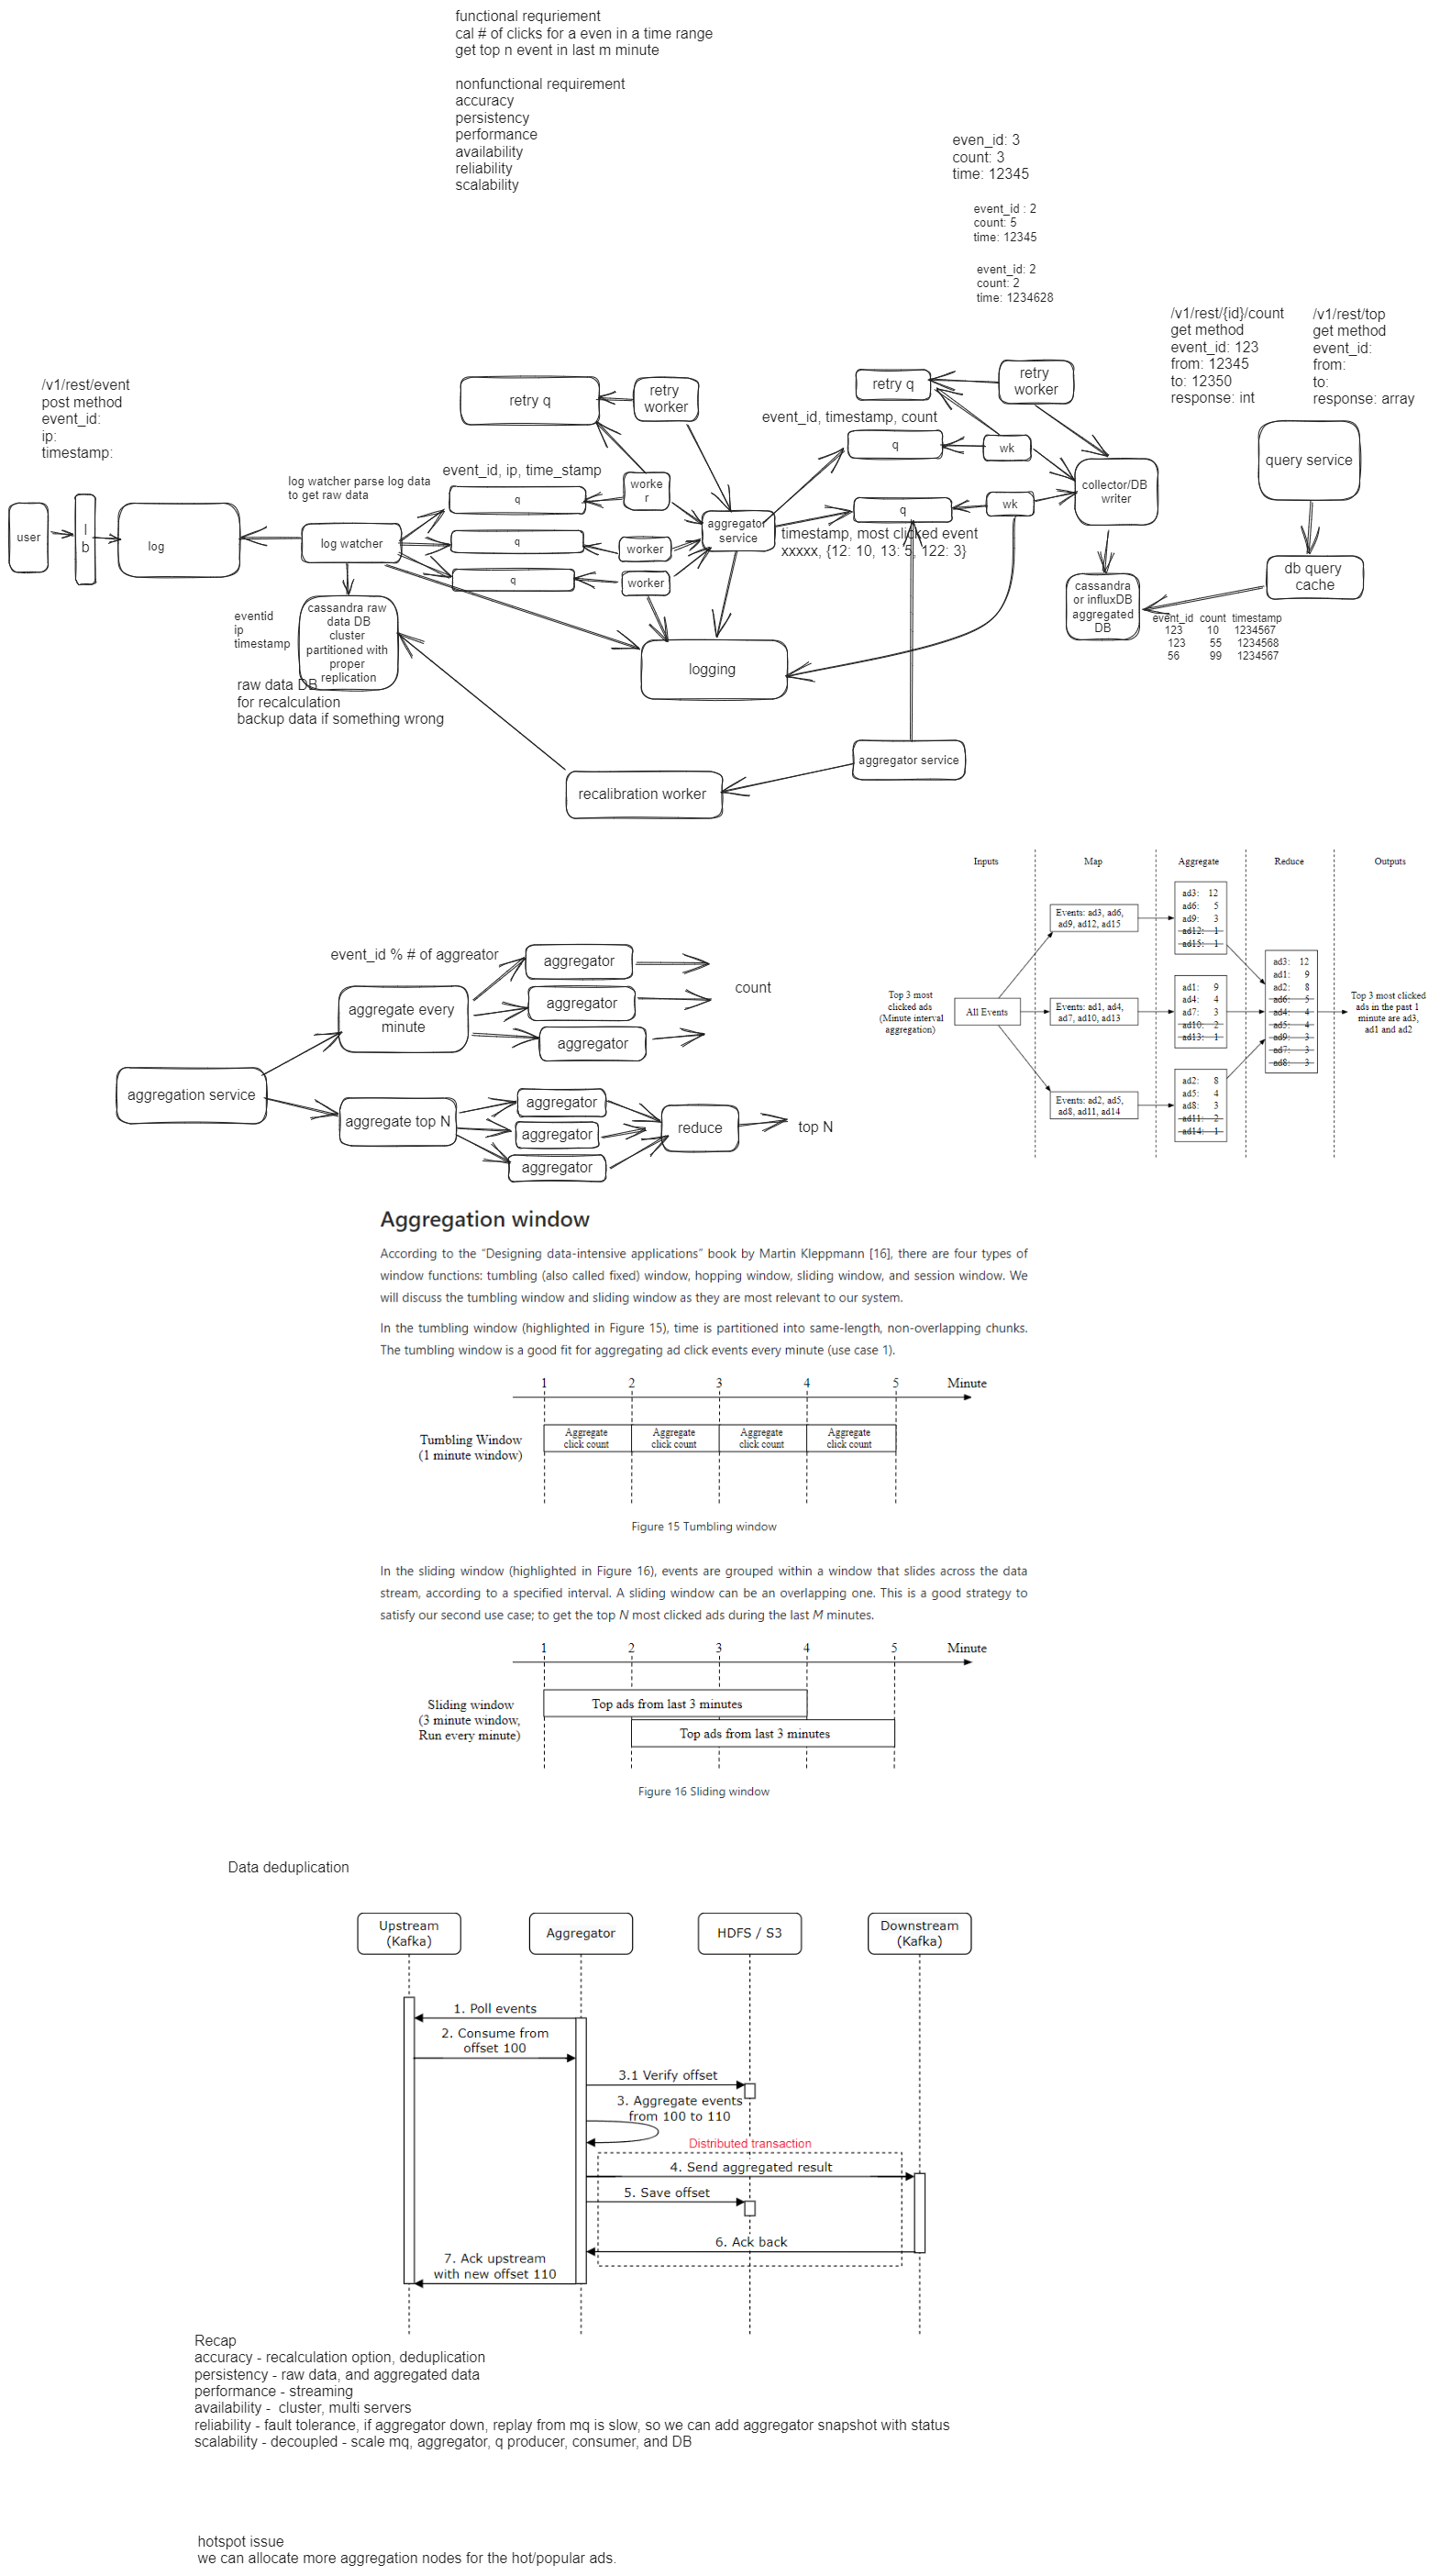 functional requriement
cal # of clicks for a even in a time range
get top n event in last m minute
nonfunctional requirement
accuracy
persistency
performance
availability
reliability
scalability
even_id: 3
count: 3
time: 12345
event_id : 2
count: 5
time: 12345
event_id: 2
count: 2
time: 1234628
/v1/rest/{id}/count
get method
event_id: 123
from: 12345
to: 12350
response: int
/v1/rest/top
get method
event_id:
from:
to:
response: array
/v1/rest/event
post method
event_id:
ip:
timestamp:
retry q
retry
worker
retry q
retry
worker
event_id, timestamp, count
q
wk
query service
log watcher parse log data
to get raw data
event_id, ip, time_stamp
q
worke
r
collector/DB
writer
user
l
b
log
log watcher
q
worker
aggregator
service
q
wk
timestamp, most clicked event
xxxxx, {12: 10, 13: 5, 122: 3}
q
worker
db query
cache
eventid
ip
timestamp
cassandra raw
data DB
cluster
partitioned with
proper
replication
cassandra
or influxDB
aggregated
DB
event_id count timestamp
123 10 1234567
123 55 1234568
56 99 1234567
logging
raw data DB
for recalculation
backup data if something wrong
aggregator service
recalibration worker
Inputs
Map
Aggregate
Reduce
Outputs
Top 3 most
clicked ads
(Minute interval
aggregation)
All Events
Events: ad3, ad6,
ad9, ad12, ad15
Events: ad1, ad4,
ad7, ad10, ad13
Events: ad2, ad5,
ad8, ad11, ad14
ad3: 12
ad6: 5
ad9: 3
ad12: 1
ad15: 1
ad1: 9
ad4: 4
ad7: 3
ad10: 2
ad13: 1
ad2: 8
ad5: 4
ad8: 3
ad11: 2
ad14: 1
ad3: 12
ad1: 9
ad2: 8
ad6: 5
ad4: 4
ad5: 4
ad9: 3
ad7: 3
ad8: 3
Top 3 most clicked
ads in the past 1
minute are ad3,
ad1 and ad2
event_id % # of aggreator
aggregator
aggregate every
minute
aggregator
count
aggregator
aggregation service
aggregate top N
aggregator
aggregator
aggregator
reduce
top N
Aggregation window
According to the "Designing data-intensive applications" book by Martin Kleppmann [16], there are four types of
window functions: tumbling (also called fixed) window, hopping window, sliding window, and session window. We
will discuss the tumbling window and sliding window as they are most relevant to our system.
In the tumbling window (highlighted in Figure 15), time is partitioned into same-length, non-overlapping chunks.
The tumbling window is a good fit for aggregating ad click events every minute (use case 1).
1 2 3 4 5 Minute
Tumbling Window
(1 minute window)
Aggregate
click count
Aggregate
click count
Aggregate
click count
Aggregate
click count
Figure 15 Tumbling window
In the sliding window (highlighted in Figure 16), events are grouped within a window that slides across the data
stream, according to a specified interval. A sliding window can be an overlapping one. This is a good strategy to
satisfy our second use case; to get the top N most clicked ads during the last M minutes.
1 2 3 4 5 Minute
Sliding window
(3 minute window,
Run every minute)
Top ads from last 3 minutes
Top ads from last 3 minutes
Figure 16 Sliding window
Data deduplication
Upstream
(Kafka)
Aggregator
HDFS / S3
Downstream
(Kafka)
1. Poll events
2. Consume from
offset 100
3.1 Verify offset
3. Aggregate events
from 100 to 110
Distributed transaction
4. Send aggregated result
5. Save offset
6. Ack back
7. Ack upstream
with new offset 110
Recap
accuracy - recalculation option, deduplication
persistency - raw data, and aggregated data
performance - streaming
availability - cluster, multi servers
reliability - fault tolerance, if aggregator down, replay from mq is slow, so we can add aggregator snapshot with status
scalability - decoupled - scale mq, aggregator, q producer, consumer, and DB
hotspot issue
we can allocate more aggregation nodes for the hot/popular ads.